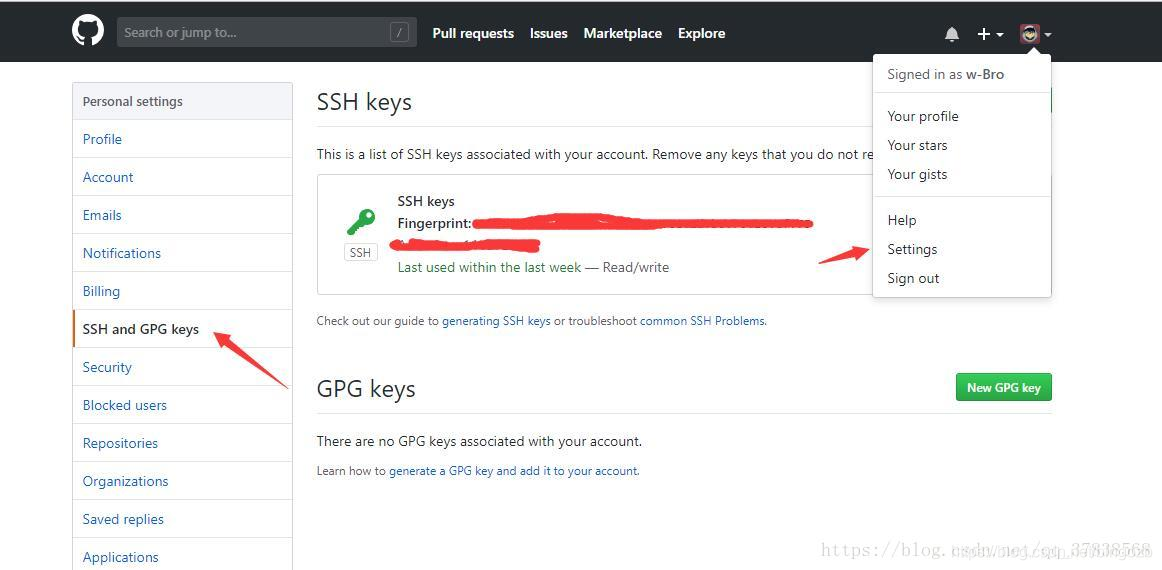 Search or jump to...
/
Pull requests
Issues
Marketplace
Explore
Signed in as w-Bro
Your profile
Your stars
Your gists
Help
Settings
Sign out
Personal settings
Profile
Account
Emails
Notifications
Billing
SSH and GPG keys
Security
Blocked users
Repositories
Organizations
Saved replies
Applications
SSH keys
This is a list of SSH keys associated with your account. Remove any keys that you do not re
SSH keys
Fingerprint:
SSH
Last used within the last week — Read/write
Check out our guide to generating SSH keys or troubleshoot common SSH Problems.
GPG keys
New GPG key
There are no GPG keys associated with your account.
Learn how to generate a GPG key and add it to your account.
https://blog.csdn.net/qq_37838568